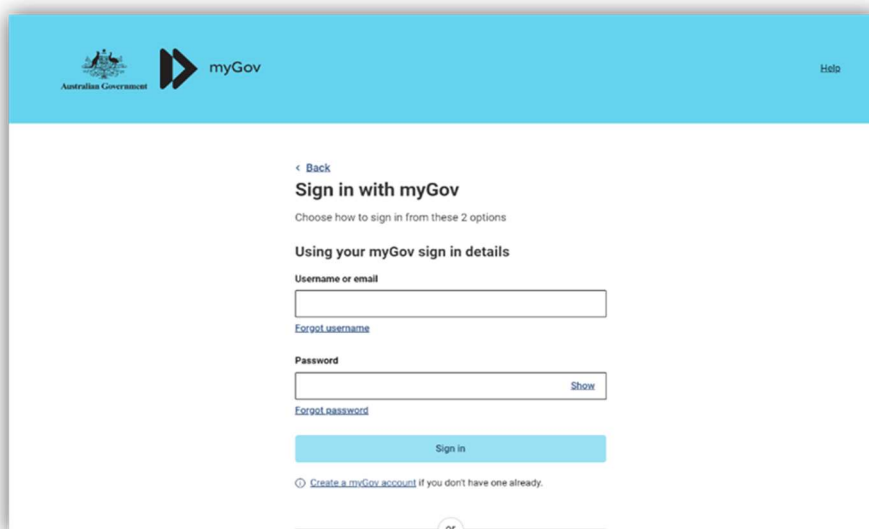 Australian Government
myGov
Help
< Back
Sign in with myGov
Choose how to sign in from these 2 options
Using your myGov sign in details
Username or email
Forgot username
Password
Show
Forgot password
Sign in
Create a myGov account if you don't have one already.
or